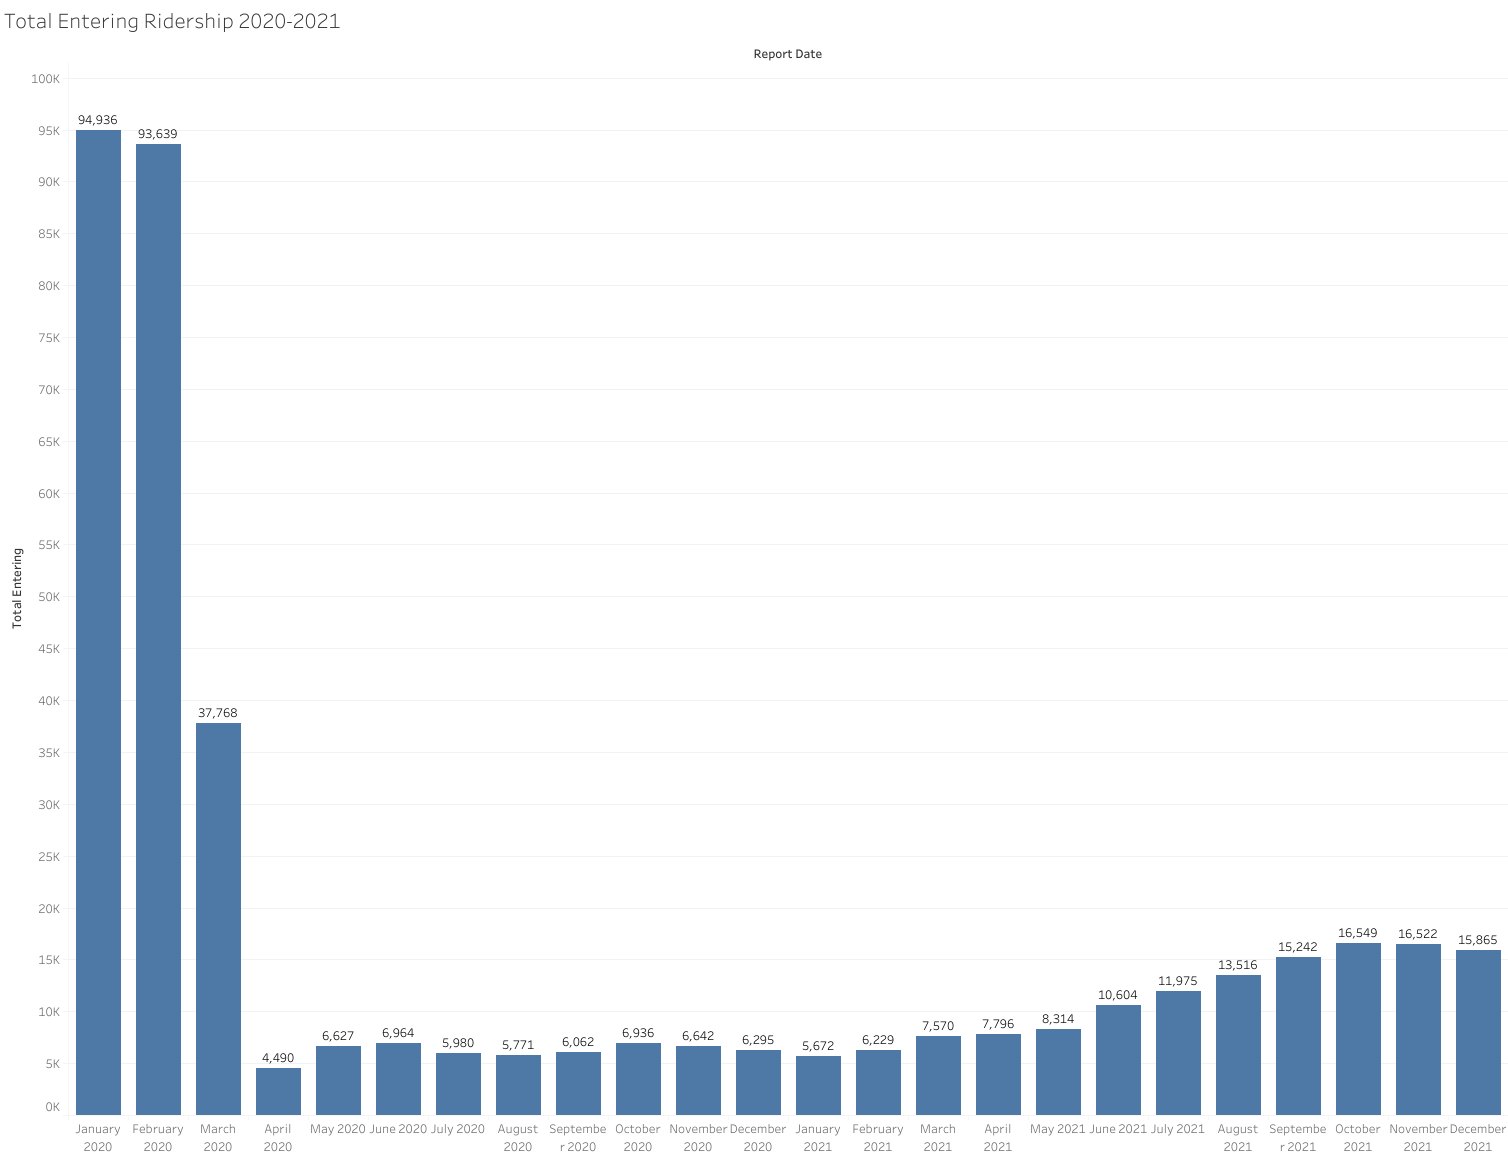 Total Entering Ridership 2020-2021
Report Date
Total Entering
100K
95K
90K
85K
80K
75K
70K
65K
60K
55K
50K
45K
40K
35K
30K
25K
20K
15K
10K
5K
0K
94,936
93,639
37,768
4,490
6,627
6,964
5,980
5,771
6,062
6,936
6,642
6,295
5,672
6,229
7,570
7,796
8,314
10,604
11,975
13,516
15,242
16,549
16,522
15,865
January
2020
February
2020
March
2020
April
2020
May 2020
June 2020
July 2020
August
2020
Septembe
r 2020
October
2020
November
2020
December
2020
January
2021
February
2021
March
2021
April
2021
May 2021
June 2021
July 2021
August
2021
Septembe
r 2021
October
2021
November
2021
December
2021